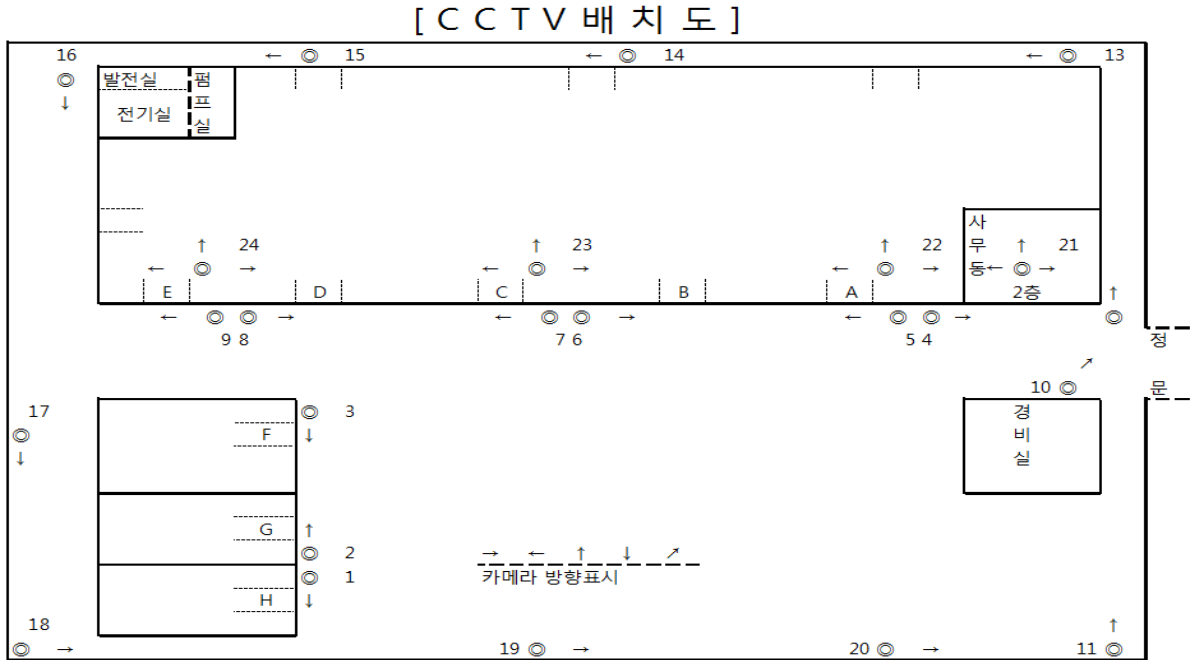 [ C C T V 배 치 도 ]
16 ← ◎ 15 ← ◎ 14 ← ◎ 13
◎ 발전실 펌
↓ 프
전기실 실
사
↑ 24 ↑ 23 ↑ 22 무 ↑ 21
← ◎ → ← ◎ → ← ◎ → 동 ← ◎ →
E D C B A 2층 ↑
← ◎ ◎ → ← ◎ ◎ → ← ◎ ◎ → ◎
9 8 7 6 5 4 정
↗
10 ◎ 문
17 ◎ 3 경
◎ F ↓ 비
↓ 실
G ↑
◎ 2 → ← ↑ ↓ ↗
◎ 1 카메라 방향표시
H ↓
18 ↑
◎ → 19 ◎ → 20 ◎ → 11 ◎